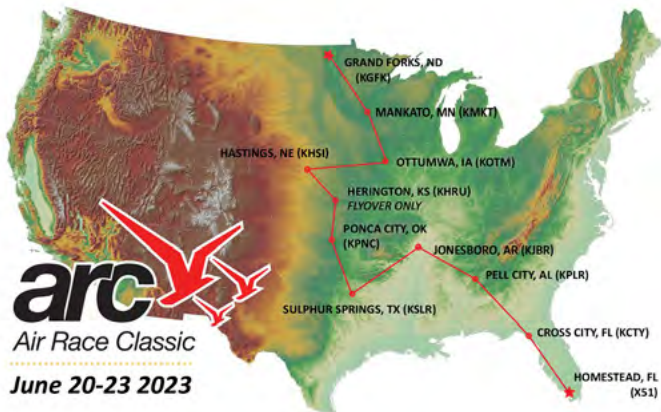 GRAND FORKS, ND
(KGFK)
MANKATO, MN (KMKT)
HASTINGS, NE (KHSI)
OTTUMWA, IA (KOTM)
HERINGTON, KS (KHRU)
FLYOVER ONLY
PONCA CITY, OK
(KPNC)
JONESBORO, AR (KJBR)
PELL CITY, AL (KPLR)
SULPHUR SPRINGS, TX (KSLR)
CROSS CITY, FL (KCTY)
HOMESTEAD, FL
(X51)
arc
Air Race Classic
June 20-23 2023